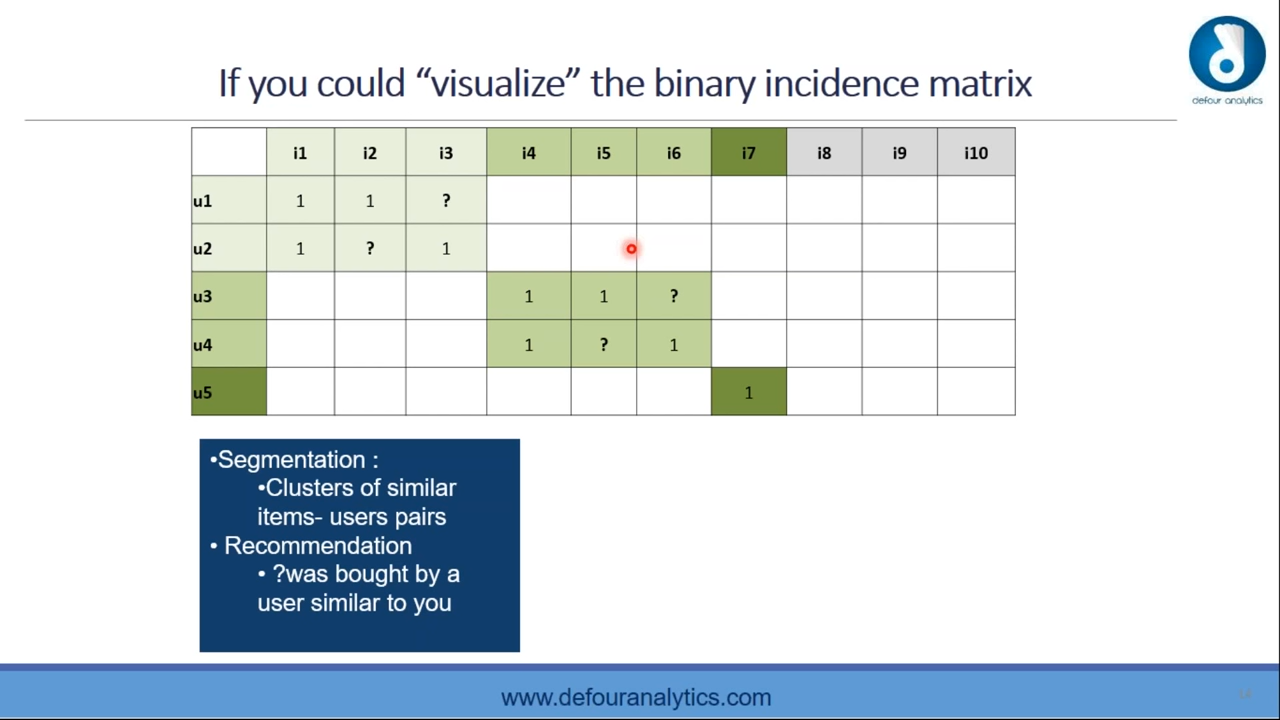 defour analytics
If you could “visualize” the binary incidence matrix
i1 i2 i3 i4 i5 i6 i7 i8 i9 i10
u1 1 1 ?
u2 1 ? 1
u3 1 1 ?
u4 1 ? 1
u5 1
•Segmentation :
•Clusters of similar
items- users pairs
• Recommendation
• ?was bought by a
user similar to you
www.defouranalytics.com